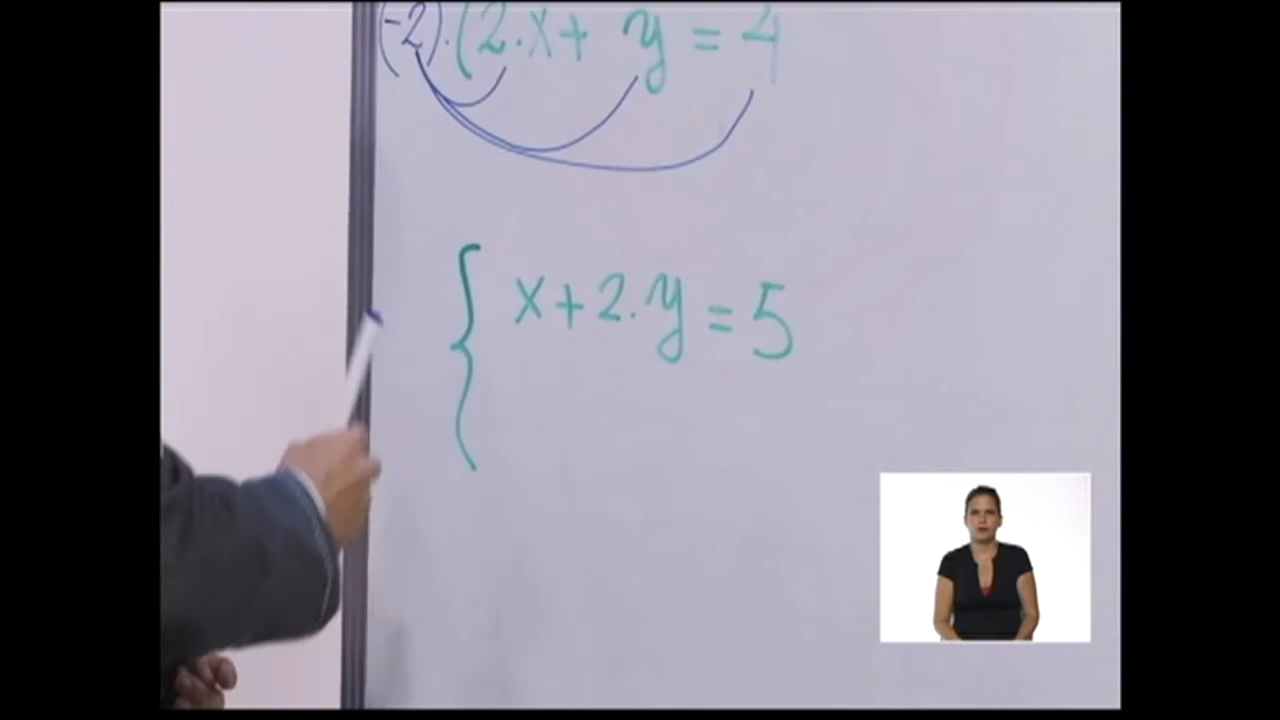 (-2).(2.x+ y = 4
{ x+2.y=5